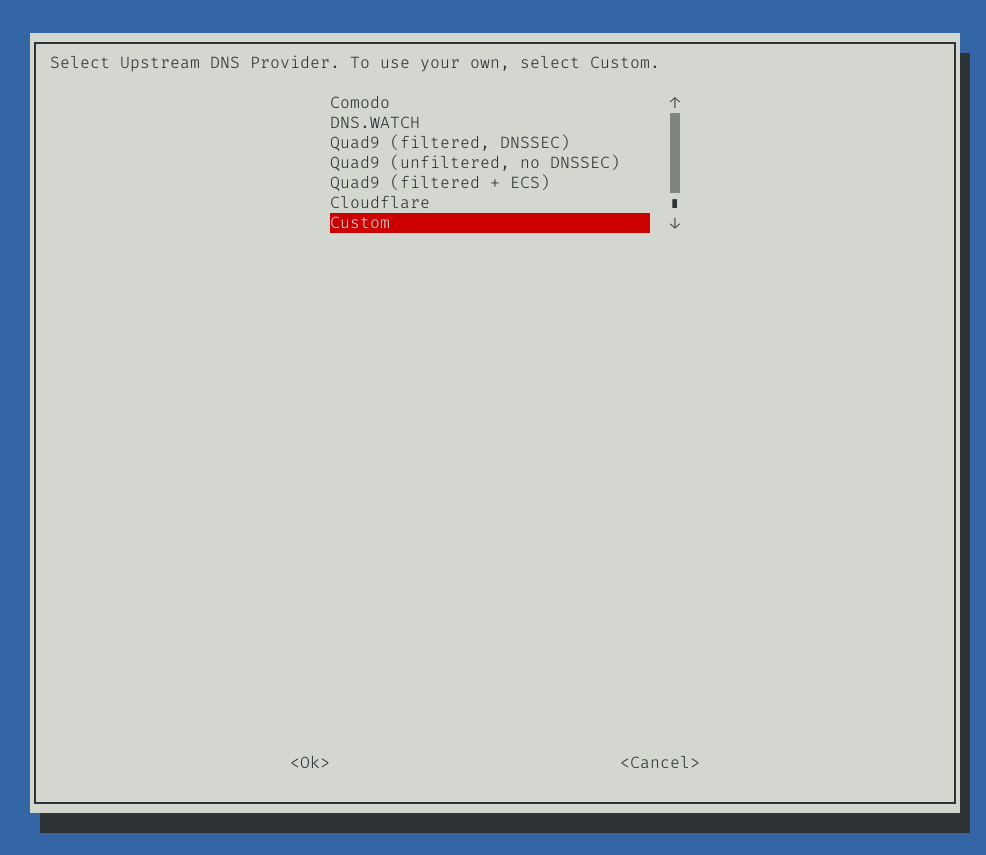 Select Upstream DNS Provider. To use your own, select Custom.
Comodo ↑
DNS.WATCH
Quad9 (filtered, DNSSEC)
Quad9 (unfiltered, no DNSSEC)
Quad9 (filtered + ECS)
Cloudflare
Custom ↓
<Ok> <Cancel>